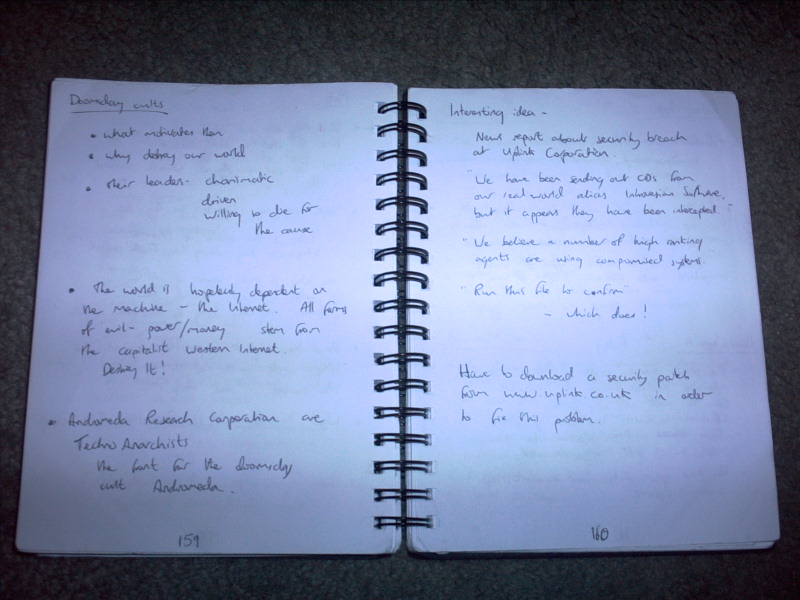 Doomsday cults
• what motivates them
• why destroy our world
• their leaders - charismatic
driven
willing to die for
the cause
• The world is hopelessly dependent on
the machine - the Internet. All forms
of evil - power/money stem from
the capitalist Western Internet.
Destroy It!
• Andromeda Research Corporation are
Techno Anarchists
the front for the doomsday
cult Andromeda.
159
Interesting idea -
News report about security breach
at Uplink Corporation.
"We have been sending out CDs from
our real-world offices Introversion Software,
but it appears they have been intercepted."
"We believe a number of high ranking
agents are using compromised systems.
"Run this file to confirm"
- which does!
Have to download a security patch
from www.uplink.co.uk in order
to fix this problem.
160